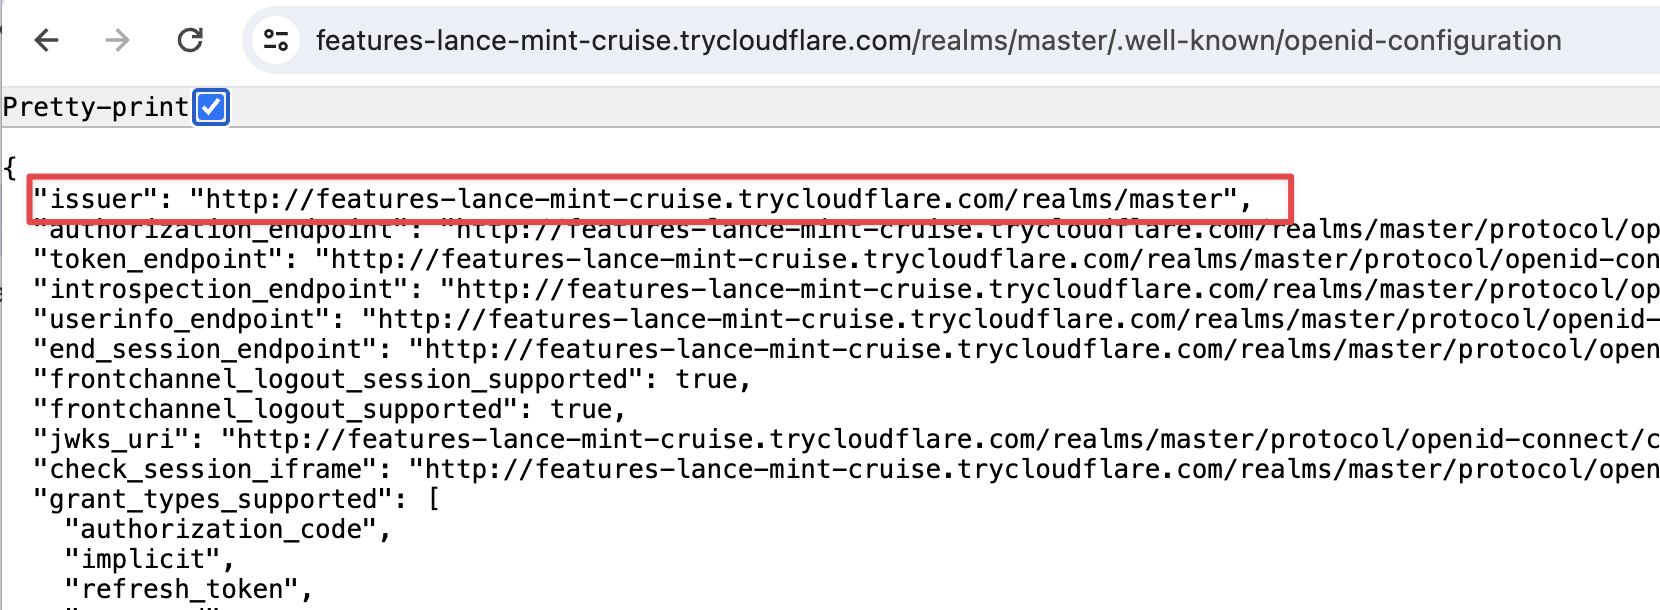 features-lance-mint-cruise.trycloudflare.com/realms/master/.well-known/openid-configuration
Pretty-print
{
"issuer": "http://features-lance-mint-cruise.trycloudflare.com/realms/master",
"authorization_endpoint": "http://features-lance-mint-cruise.trycloudflare.com/realms/master/protocol/op
"token_endpoint": "http://features-lance-mint-cruise.trycloudflare.com/realms/master/protocol/openid-con
"introspection_endpoint": "http://features-lance-mint-cruise.trycloudflare.com/realms/master/protocol/op
"userinfo_endpoint": "http://features-lance-mint-cruise.trycloudflare.com/realms/master/protocol/openid-
"end_session_endpoint": "http://features-lance-mint-cruise.trycloudflare.com/realms/master/protocol/open
"frontchannel_logout_session_supported": true,
"frontchannel_logout_supported": true,
"jwks_uri": "http://features-lance-mint-cruise.trycloudflare.com/realms/master/protocol/openid-connect/c
"check_session_iframe": "http://features-lance-mint-cruise.trycloudflare.com/realms/master/protocol/open
"grant_types_supported": [
"authorization_code",
"implicit",
"refresh_token",